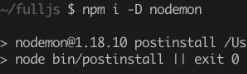 ~/fulljs $ npm i -D nodemon
> nodemon@1.18.10 postinstall /Us
> node bin/postinstall || exit 0